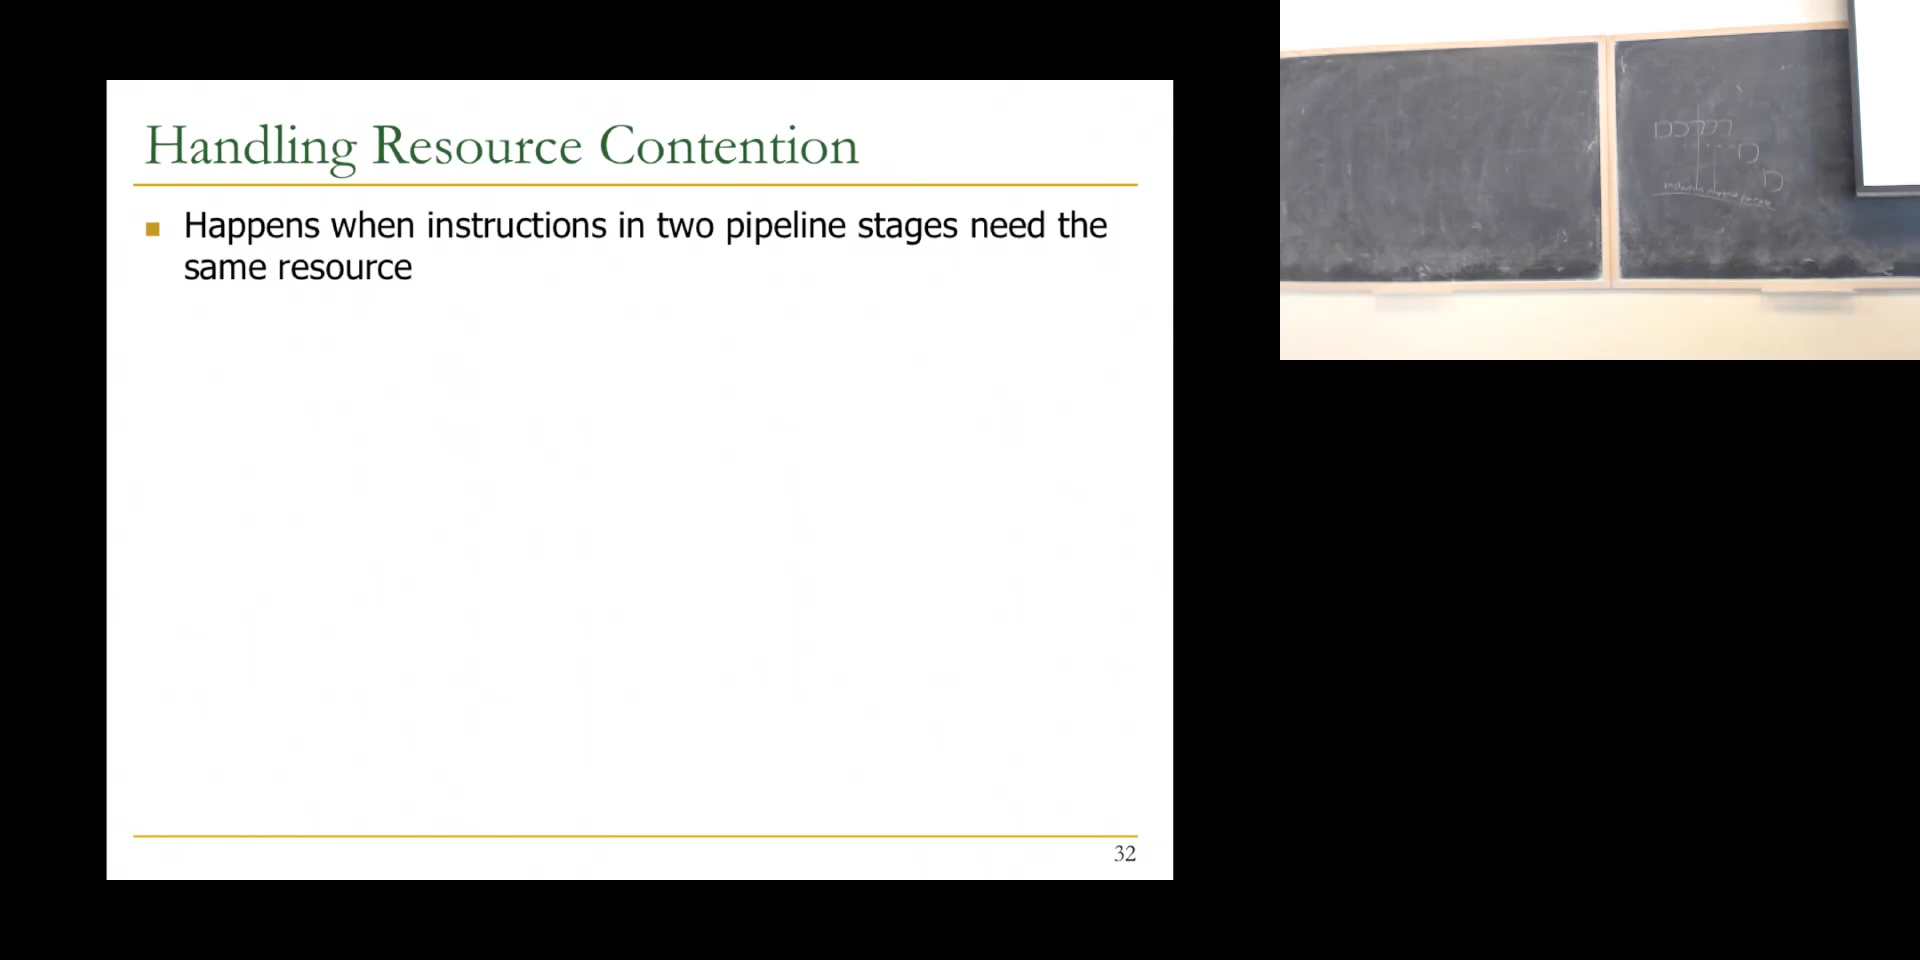 Handling Resource Contention
Happens when instructions in two pipeline stages need the
same resource
32